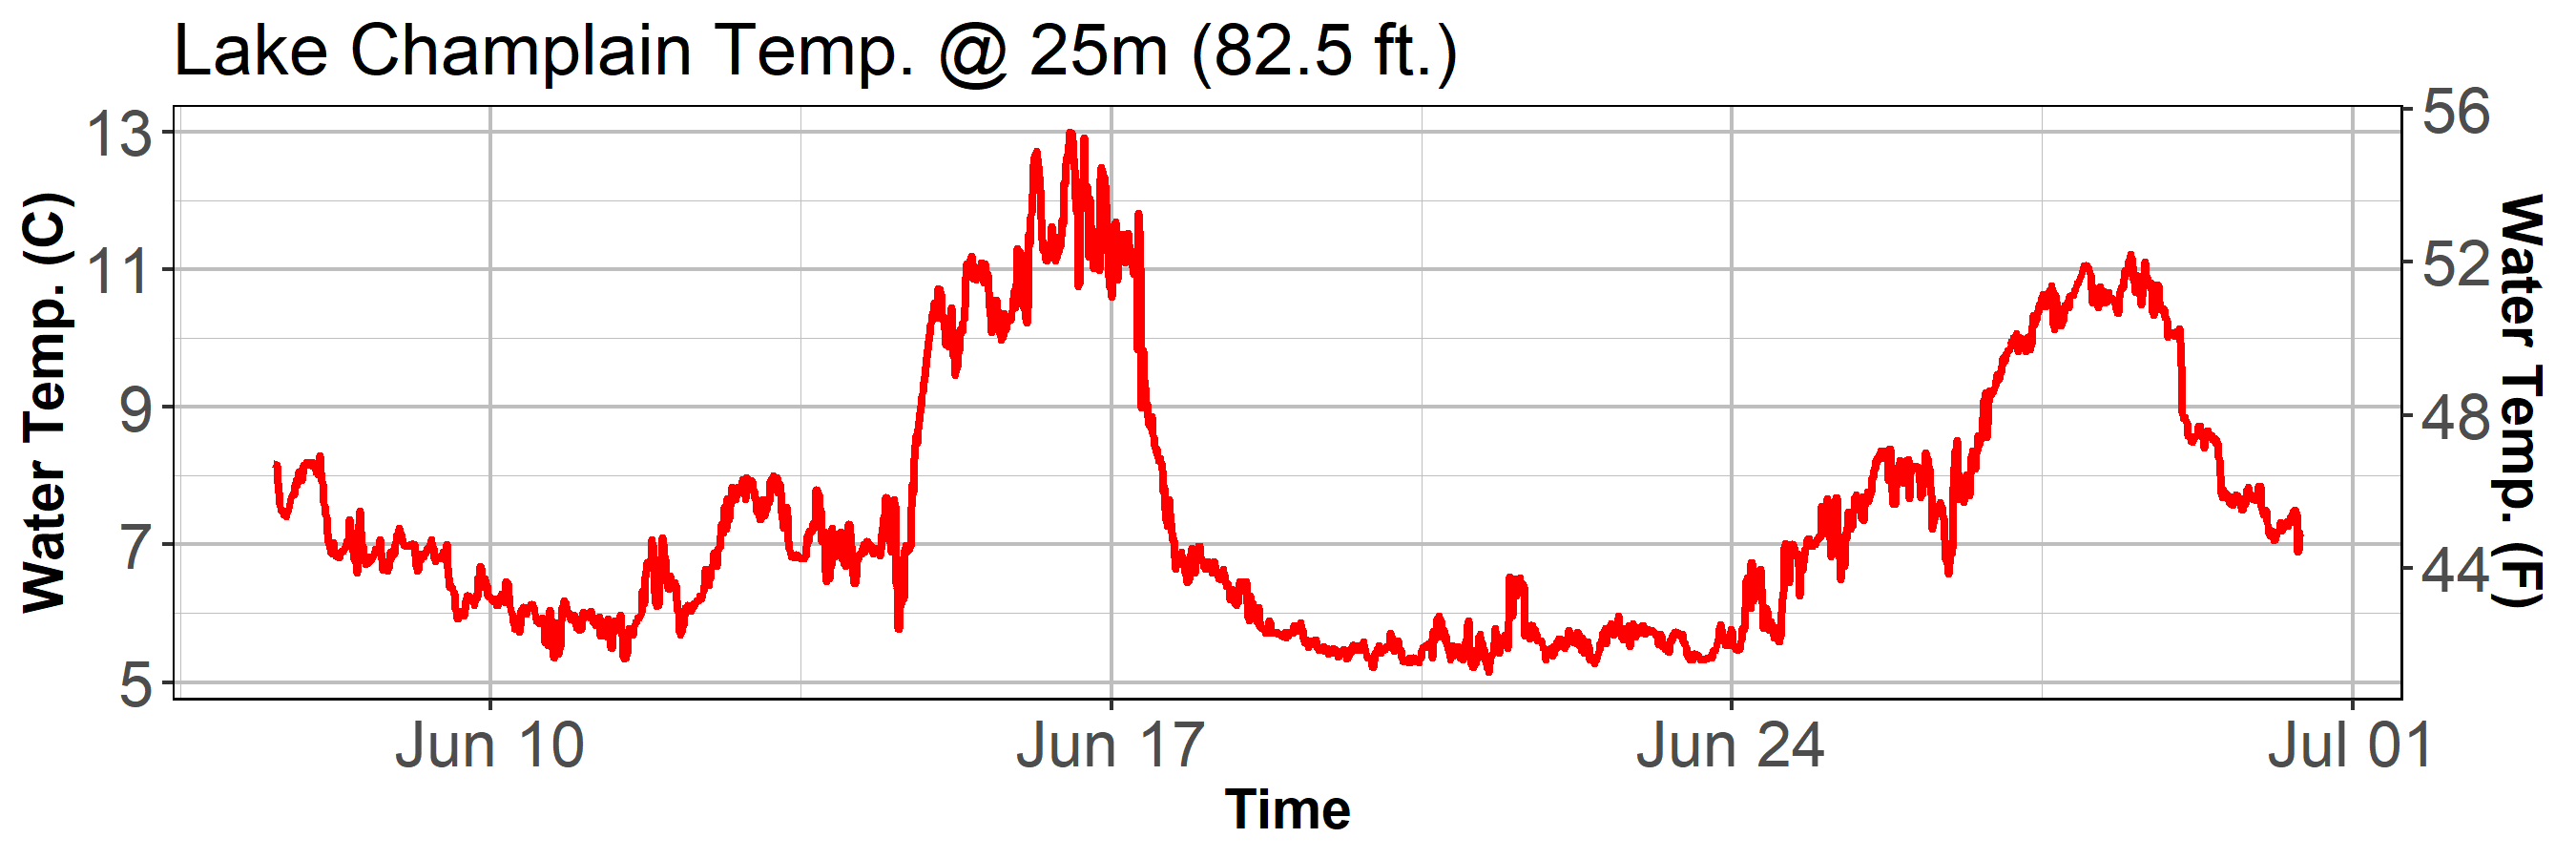 Lake Champlain Temp. @ 25m (82.5 ft.)
Water Temp. (C)
13
11
9
7
5
56
52
48
44
Water Temp. (F)
Jun 10
Jun 17
Jun 24
Jul 01
Time